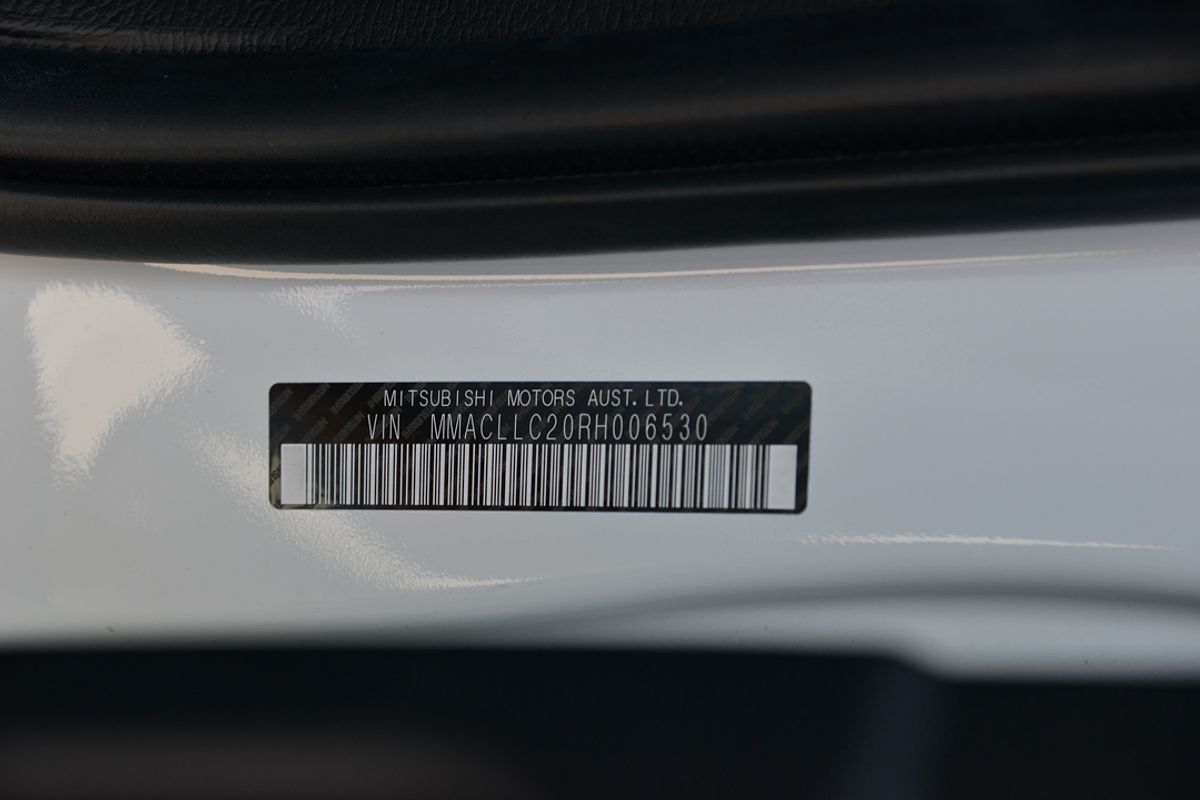 MITSUBISHI MOTORS AUST. LTD.
VIN MMACLLC20RH006530